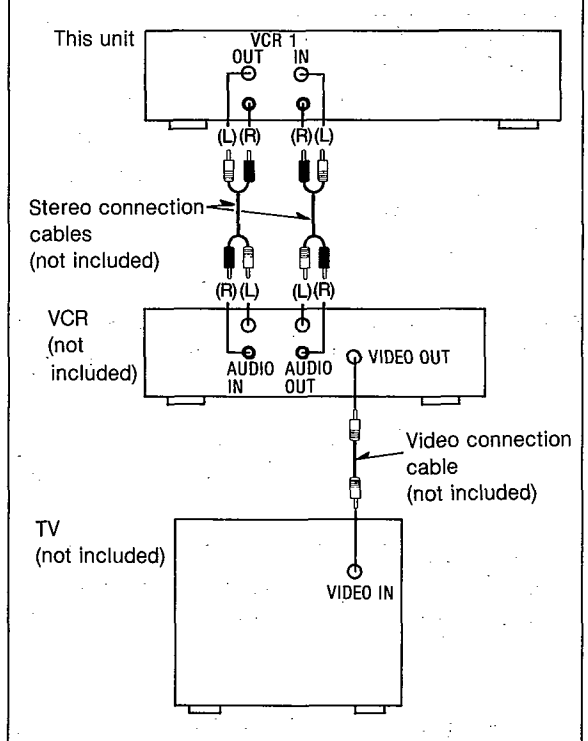 This unit
VCR 1
OUT IN
(L) (R) (R) (L)
Stereo connection
cables
(not included)
(R) (L) (L) (R)
VCR
(not
included)
AUDIO
IN
AUDIO
OUT
VIDEO OUT
Video connection
cable
(not included)
TV
(not included)
VIDEO IN